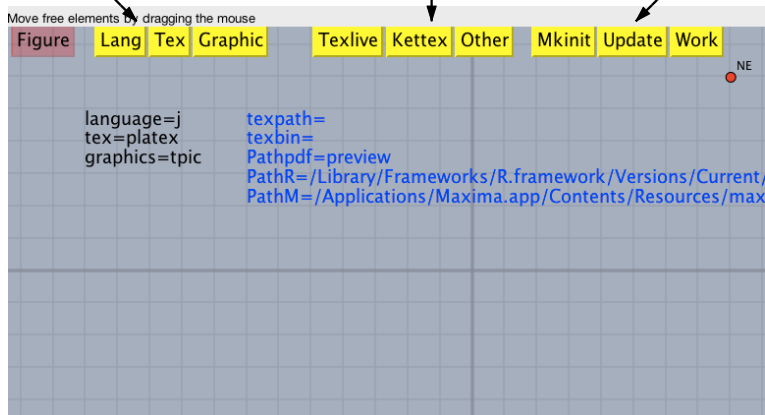 Move free elements by dragging the mouse
Figure Lang Tex Graphic Texlive Kettex Other Mkinit Update Work
NE
language=j
tex=platex
graphics=tpic
texpath=
texbin=
Pathpdf=preview
PathR=/Library/Frameworks/R.framework/Versions/Current/
PathM=/Applications/Maxima.app/Contents/Resources/max